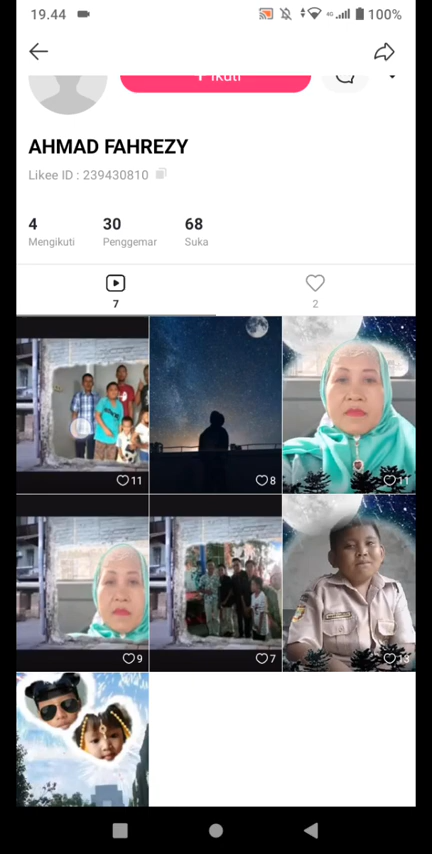 19.44
4G
100%
Ikuti
AHMAD FAHREZY
Likee ID : 239430810
4 30 68
Mengikuti Penggemar Suka
7 2
11 8 11
9 7 13